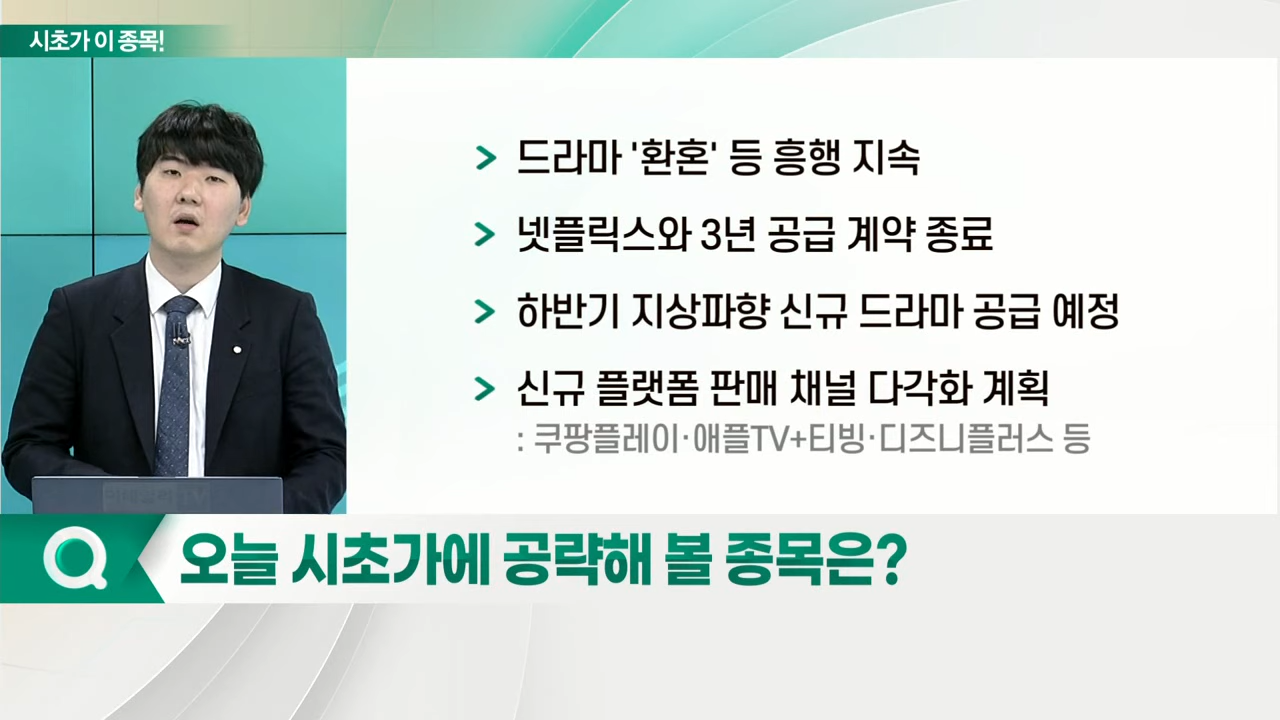 시초가 이 종목!
> 드라마 '환혼' 등 흥행 지속
> 넷플릭스와 3년 공급 계약 종료
> 하반기 지상파향 신규 드라마 공급 예정
> 신규 플랫폼 판매 채널 다각화 계획
: 쿠팡플레이·애플TV+티빙·디즈니플러스 등
Q 오늘 시초가에 공략해 볼 종목은?